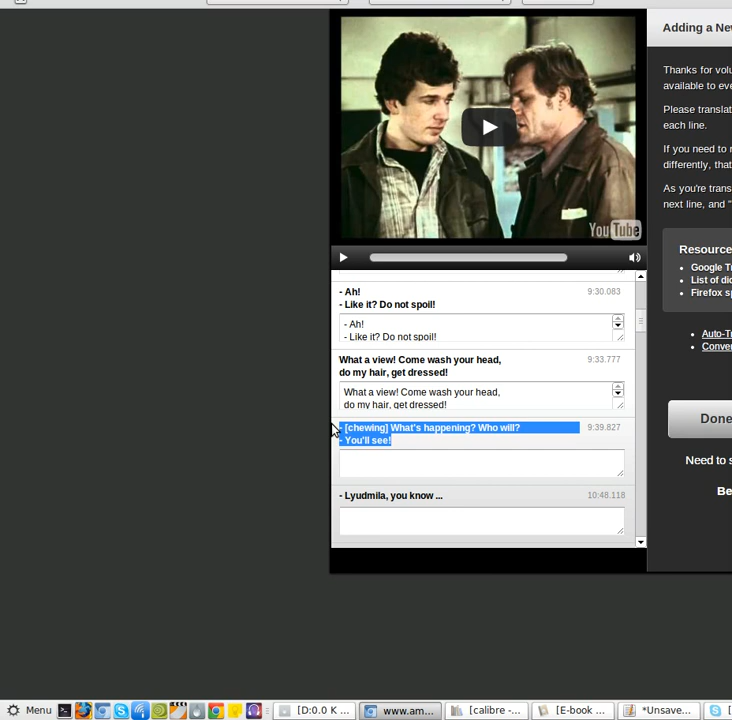 Adding a Ne
Thanks for volu
available to eve
Please translat
each line.
If you need to r
differently, that
As you're trans
next line, and "
YouTube
Resource
Google Tr
List of dic
Firefox sp
Auto-Tr
Conver
- Ah!
- Like it? Do not spoil!
9:30.083
- Ah!
- Like it? Do not spoil!
What a view! Come wash your head,
do my hair, get dressed!
9:33.777
What a view! Come wash your head,
do my hair, get dressed!
- [chewing] What's happening? Who will?
- You'll see!
9:39.827
- Lyudmila, you know ...
10:48.118
Done
Need to s
Be
Menu
[D:0.0 K ...
www.am...
[calibre -...
[E-book ...
*Unsave...
[